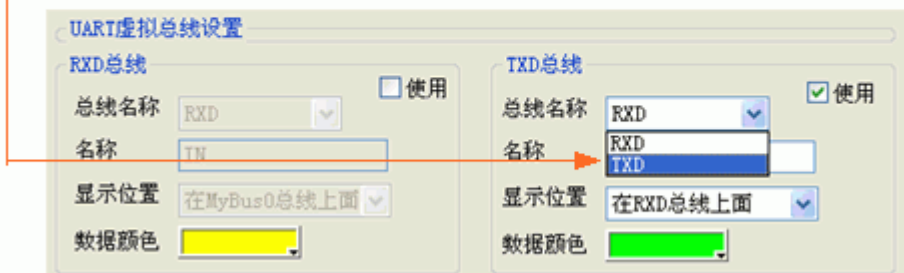 UART虚拟总线设置
RXD总线
使用
总线名称 RXD
名称 IN
显示位置 在MyBus0总线上面
数据颜色
TXD总线
使用
总线名称 RXD
RXD
TXD
名称
显示位置 在RXD总线上面
数据颜色